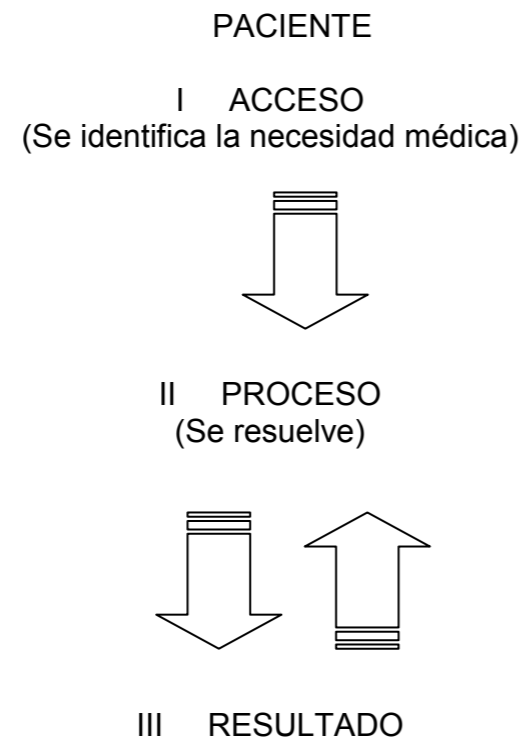 PACIENTE
I ACCESO
(Se identifica la necesidad médica)
II PROCESO
(Se resuelve)
III RESULTADO